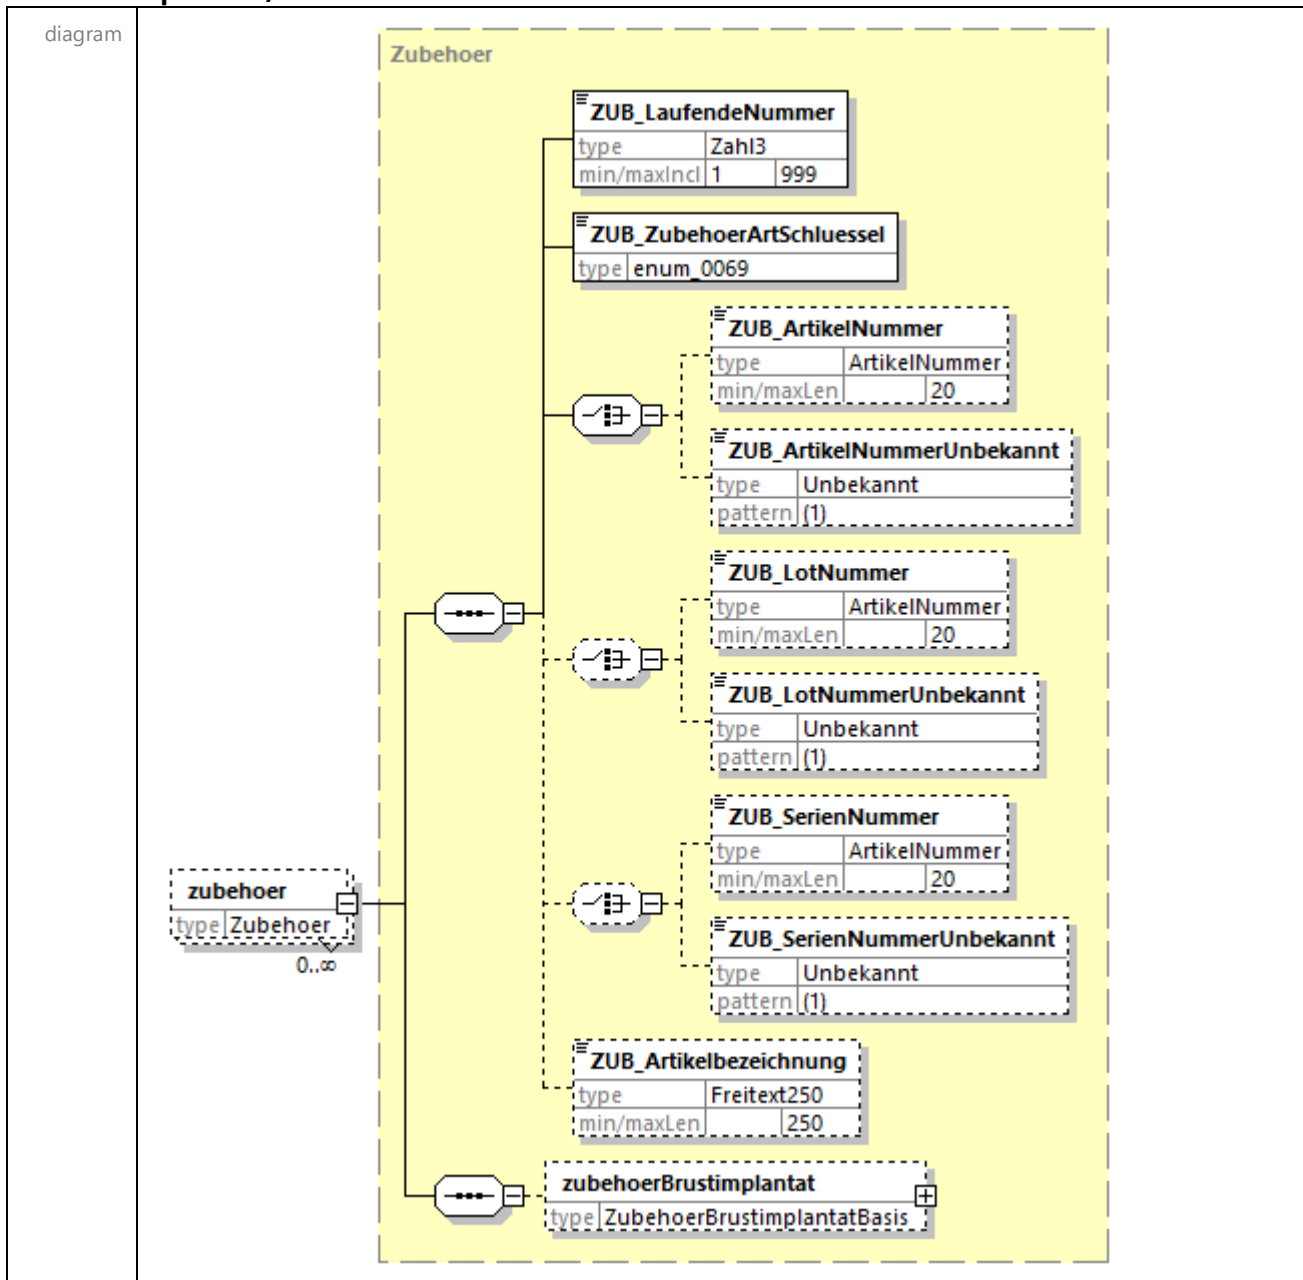 diagram
Zubehoer
ZUB_LaufendeNummer
type Zahl3
min/maxIncl 1 999
ZUB_ZubehoerArtSchluessel
type enum_0069
ZUB_ArtikelNummer
type ArtikelNummer
min/maxLen 20
ZUB_ArtikelNummerUnbekannt
type Unbekannt
pattern (1)
ZUB_LotNummer
type ArtikelNummer
min/maxLen 20
ZUB_LotNummerUnbekannt
type Unbekannt
pattern (1)
ZUB_SerienNummer
type ArtikelNummer
min/maxLen 20
zubehoer
type Zubehoer
0..∞
ZUB_SerienNummerUnbekannt
type Unbekannt
pattern (1)
ZUB_Artikelbezeichnung
type Freitext250
min/maxLen 250
zubehoerBrustimplantat
type ZubehoerBrustimplantatBasis